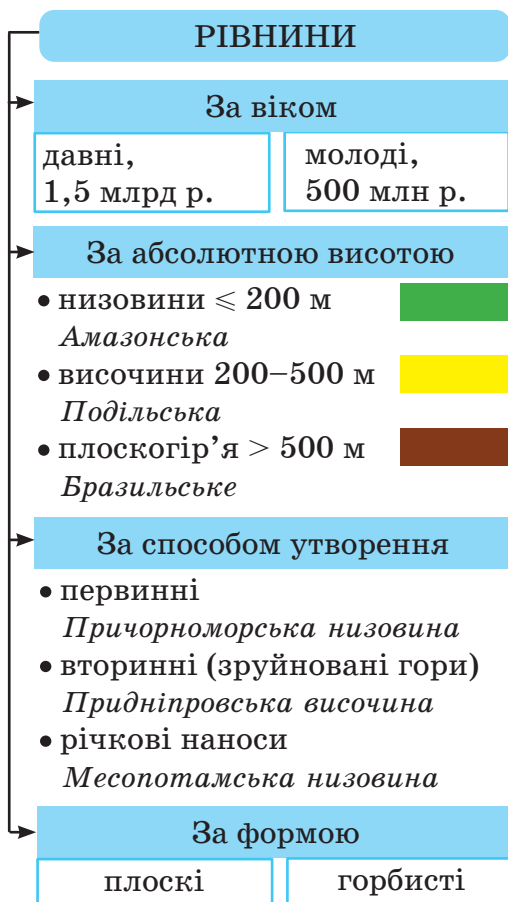 РІВНИНИ
За віком
давні,
1,5 млрд р.
молоді,
500 млн р.
За абсолютною висотою
• низовини ⩽ 200 м
Амазонська
• височини 200–500 м
Подільська
• плоскогір’я > 500 м
Бразильське
За способом утворення
• первинні
Причорноморська низовина
• вторинні (зруйновані гори)
Придніпровська височина
• річкові наноси
Месопотамська низовина
За формою
плоскі
горбисті